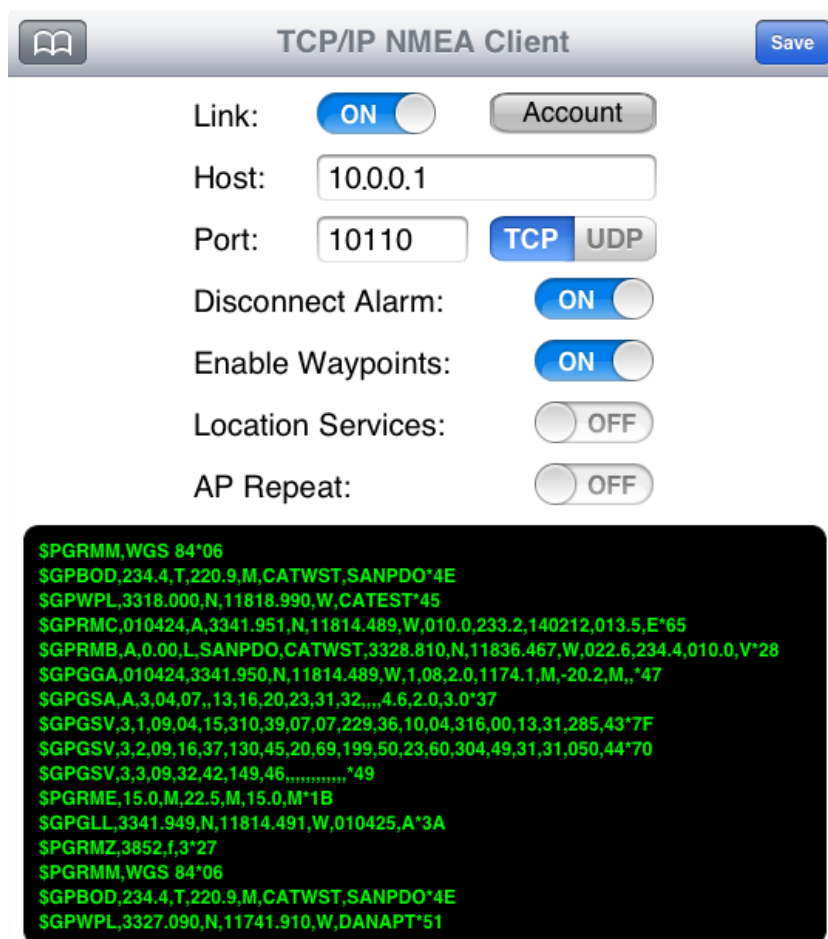 TCP/IP NMEA Client Save
Link: ON Account
Host: 10.0.0.1
Port: 10110 TCP UDP
Disconnect Alarm: ON
Enable Waypoints: ON
Location Services: OFF
AP Repeat: OFF
$PGRMM,WGS 84*06
$GPBOD,234.4,T,220.9,M,CATWST,SANPDO*4E
$GPWPL,3318.000,N,11818.990,W,CATEST*45
$GPRMC,010424,A,3341.951,N,11814.489,W,010.0,233.2,140212,013.5,E*65
$GPRMB,A,0.00,L,SANPDO,CATWST,3328.810,N,11836.467,W,022.6,234.4,010.0,V*28
$GPGGA,010424,3341.950,N,11814.489,W,1,08,2.0,1174.1,M,-20.2,M,,*47
$GPGSA,A,3,04,07,,13,16,20,23,31,32,,,,4.6,2.0,3.0*37
$GPGSV,3,1,09,04,15,310,39,07,07,229,36,10,04,316,00,13,31,285,43*7F
$GPGSV,3,2,09,16,37,130,45,20,69,199,50,23,60,304,49,31,31,050,44*70
$GPGSV,3,3,09,32,42,149,46,,,,,,,,,,,,*49
$PGRME,15.0,M,22.5,M,15.0,M*1B
$GPGLL,3341.949,N,11814.491,W,010425,A*3A
$PGRMZ,3852,f,3*27
$PGRMM,WGS 84*06
$GPBOD,234.4,T,220.9,M,CATWST,SANPDO*4E
$GPWPL,3327.090,N,11741.910,W,DANAPT*51